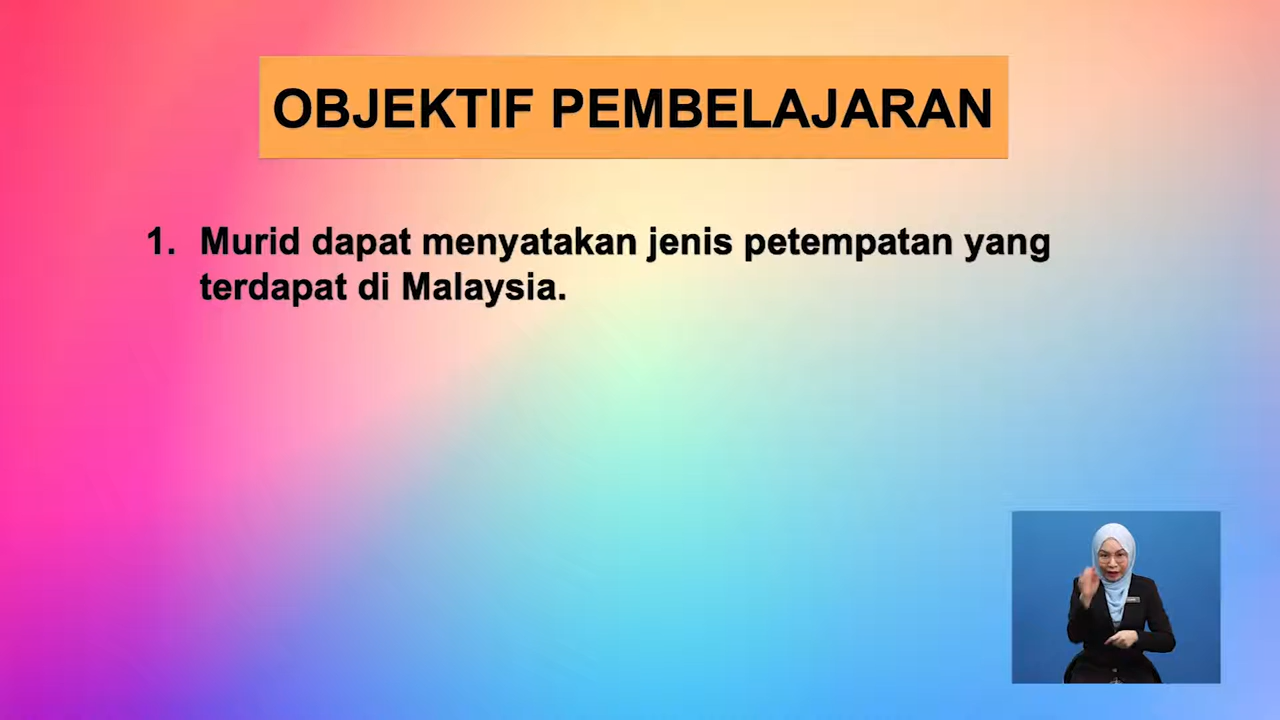 OBJEKTIF PEMBELAJARAN
1. Murid dapat menyatakan jenis petempatan yang
terdapat di Malaysia.